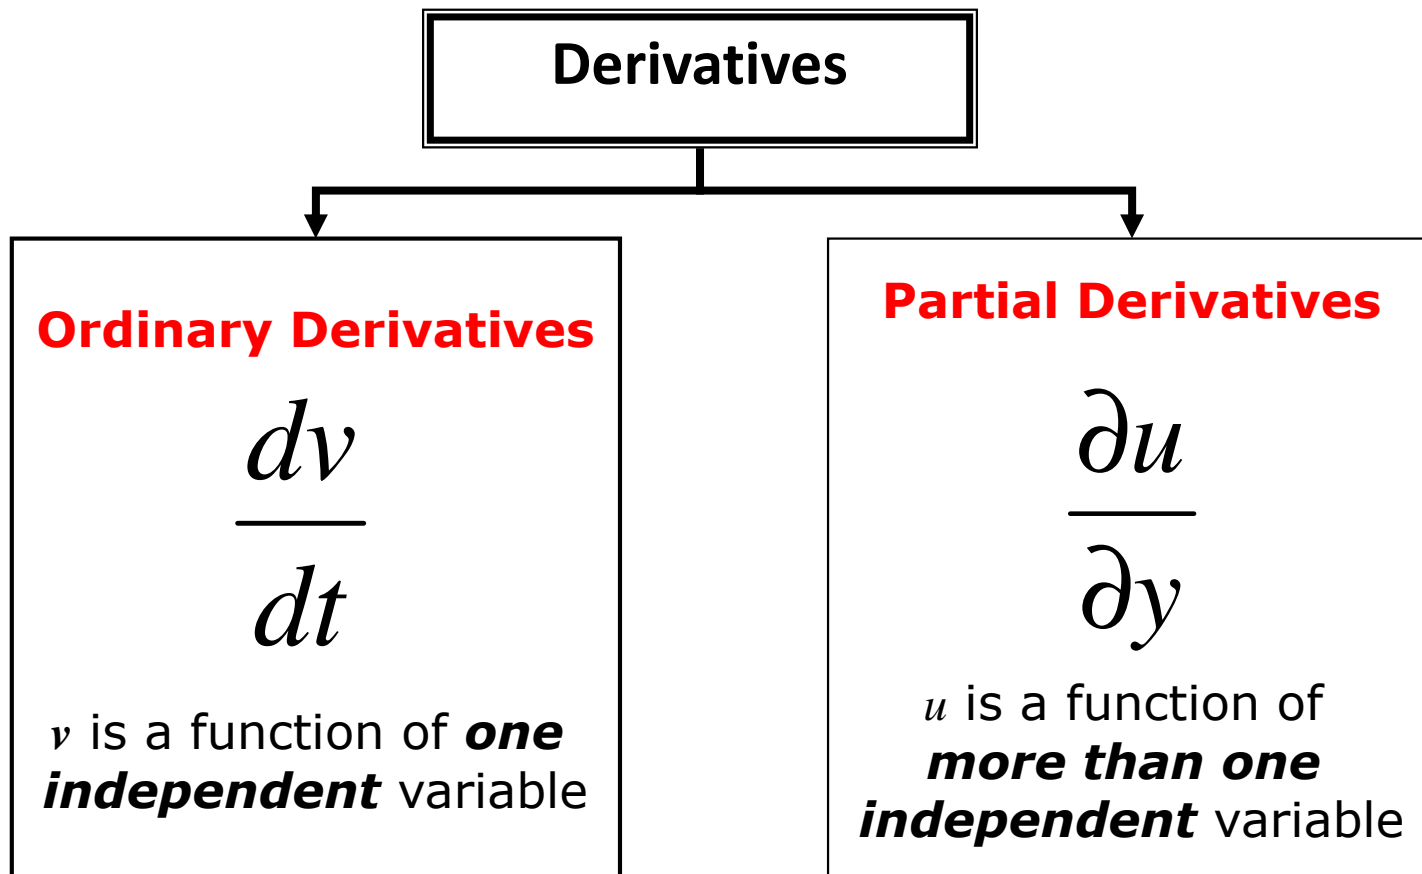 Derivatives
Ordinary Derivatives
dv
dt
v is a function of one
independent variable
Partial Derivatives
∂u
∂y
u is a function of
more than one
independent variable